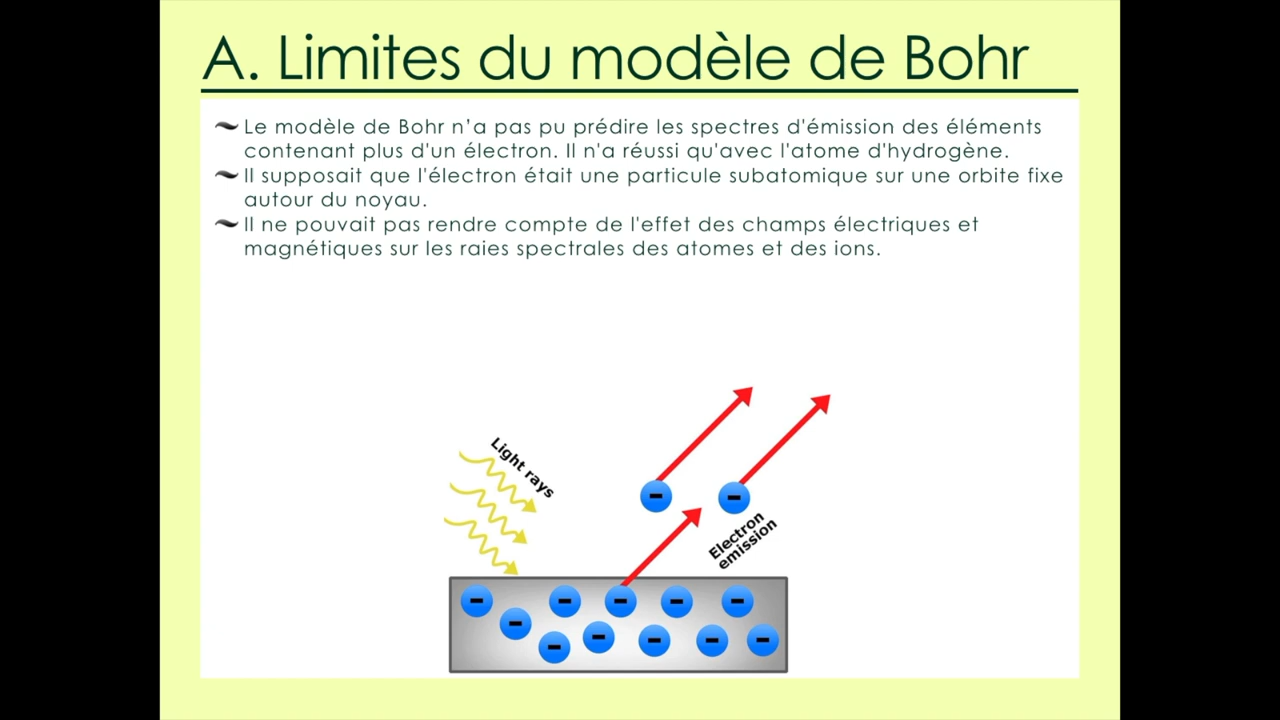 A. Limites du modèle de Bohr
Le modèle de Bohr n’a pas pu prédire les spectres d'émission des éléments
contenant plus d'un électron. Il n'a réussi qu'avec l'atome d'hydrogène.
Il supposait que l'électron était une particule subatomique sur une orbite fixe
autour du noyau.
Il ne pouvait pas rendre compte de l'effet des champs électriques et
magnétiques sur les raies spectrales des atomes et des ions.
Light rays
Electron
emission